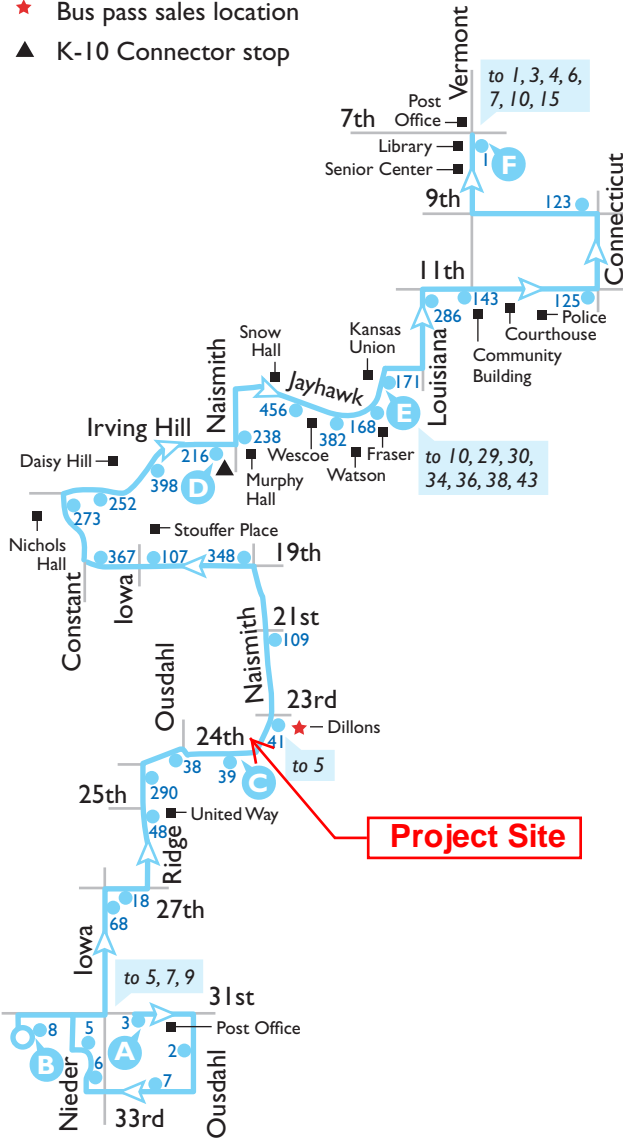 Bus pass sales location
K-10 Connector stop
Vermont
to 1, 3, 4, 6,
7, 10, 15
Post
Office
7th
Library
1
F
Senior Center
9th
123
Connecticut
11th
143
125
286
Police
Courthouse
Community
Building
Snow
Hall
Kansas
Union
Naismith
Jayhawk
171
Louisiana
456
E
168
382
Irving Hill
238
Wescoe
Fraser
to 10, 29, 30,
34, 36, 38, 43
216
Daisy Hill
Murphy
Hall
Watson
398
D
252
273
Stouffer Place
Nichols
Hall
367
107
348
19th
Constant
Iowa
21st
109
Naismith
Ousdahl
23rd
Dillons
24th
41
38
39
C
to 5
290
25th
United Way
48
Project Site
Ridge
18
27th
68
Iowa
to 5, 7, 9
31st
8
5
3
Post Office
B
A
2
6
7
Nieder
Ousdahl
33rd